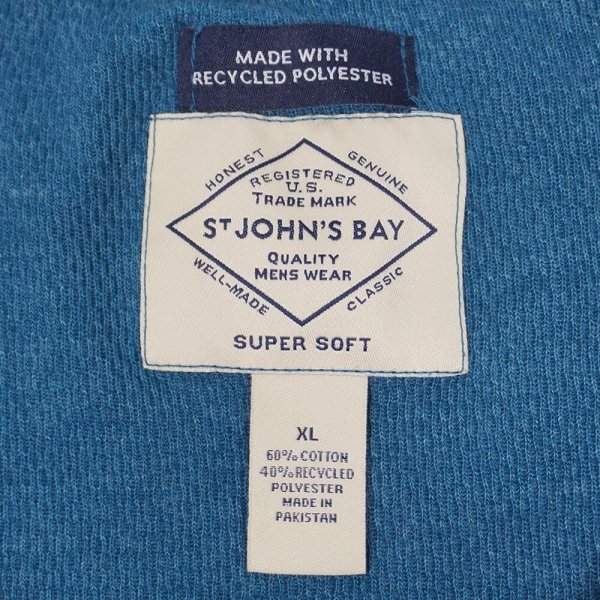 MADE WITH
RECYCLED POLYESTER
HONEST GENUINE
REGISTERED
U.S.
TRADE MARK
ST JOHN'S BAY
QUALITY
MENS WEAR
WELL-MADE CLASSIC
SUPER SOFT
XL
60% COTTON
40% RECYCLED
POLYESTER
MADE IN
PAKISTAN